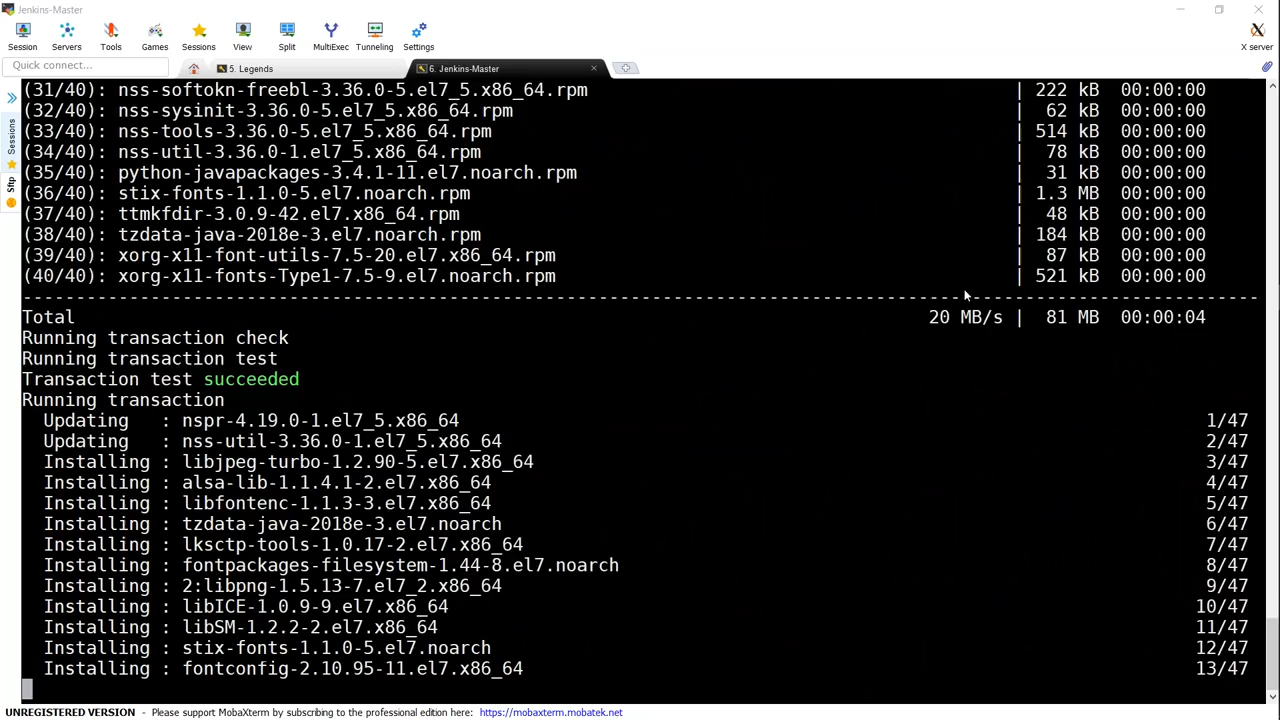 Jenkins-Master
Session Servers Tools Games Sessions View Split MultiExec Tunneling Settings X server
Quick connect...
5. Legends
6. Jenkins-Master
Sessions
Sftp
(31/40): nss-softokn-freebl-3.36.0-5.el7_5.x86_64.rpm | 222 kB 00:00:00
(32/40): nss-sysinit-3.36.0-5.el7_5.x86_64.rpm | 62 kB 00:00:00
(33/40): nss-tools-3.36.0-5.el7_5.x86_64.rpm | 514 kB 00:00:00
(34/40): nss-util-3.36.0-1.el7_5.x86_64.rpm | 78 kB 00:00:00
(35/40): python-javapackages-3.4.1-11.el7.noarch.rpm | 31 kB 00:00:00
(36/40): stix-fonts-1.1.0-5.el7.noarch.rpm | 1.3 MB 00:00:00
(37/40): ttmkfdir-3.0.9-42.el7.x86_64.rpm | 48 kB 00:00:00
(38/40): tzdata-java-2018e-3.el7.noarch.rpm | 184 kB 00:00:00
(39/40): xorg-x11-font-utils-7.5-20.el7.x86_64.rpm | 87 kB 00:00:00
(40/40): xorg-x11-fonts-Type1-7.5-9.el7.noarch.rpm | 521 kB 00:00:00
--------------------------------------------------------------------------------
Total 20 MB/s | 81 MB 00:00:04
Running transaction check
Running transaction test
Transaction test succeeded
Running transaction
Updating : nspr-4.19.0-1.el7_5.x86_64 1/47
Updating : nss-util-3.36.0-1.el7_5.x86_64 2/47
Installing : libjpeg-turbo-1.2.90-5.el7.x86_64 3/47
Installing : alsa-lib-1.1.4.1-2.el7.x86_64 4/47
Installing : libfontenc-1.1.3-3.el7.x86_64 5/47
Installing : tzdata-java-2018e-3.el7.noarch 6/47
Installing : lksctp-tools-1.0.17-2.el7.x86_64 7/47
Installing : fontpackages-filesystem-1.44-8.el7.noarch 8/47
Installing : 2:libpng-1.5.13-7.el7_2.x86_64 9/47
Installing : libICE-1.0.9-9.el7.x86_64 10/47
Installing : libSM-1.2.2-2.el7.x86_64 11/47
Installing : stix-fonts-1.1.0-5.el7.noarch 12/47
Installing : fontconfig-2.10.95-11.el7.x86_64 13/47
UNREGISTERED VERSION - Please support MobaXterm by subscribing to the professional edition here: https://mobaxterm.mobatek.net